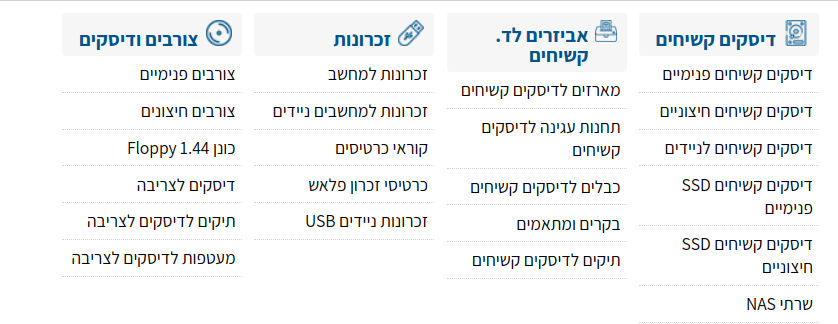 דיסקים קשיחים
דיסקים קשיחים פנימיים
דיסקים קשיחים חיצוניים
דיסקים קשיחים לניידים
דיסקים קשיחים SSD
פנימיים
דיסקים קשיחים SSD
חיצוניים
שרתי NAS
אביזרים לד.
קשיחים
מארזים לדיסקים קשיחים
תחנות עגינה לדיסקים
קשיחים
כבלים לדיסקים קשיחים
בקרים ומתאמים
תיקים לדיסקים קשיחים
זכרונות
זכרונות למחשב
זכרונות למחשבים ניידים
קוראי כרטיסים
כרטיסי זכרון פלאש
זכרונות ניידים USB
צורבים ודיסקים
צורבים פנימיים
צורבים חיצונים
כונן Floppy 1.44
דיסקים לצריבה
תיקים לדיסקים לצריבה
מעטפות לדיסקים לצריבה